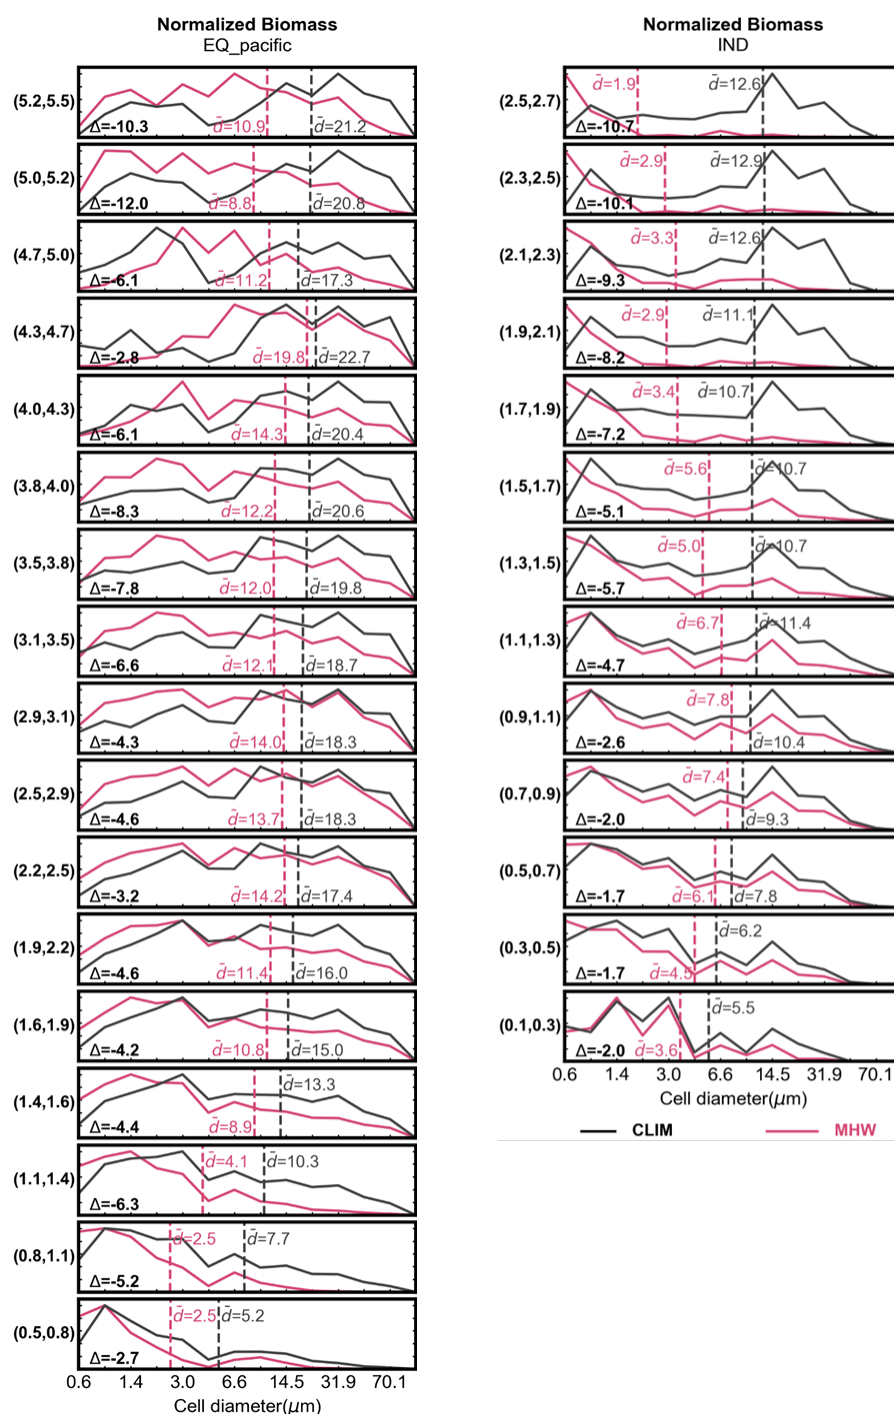 Normalized Biomass
EQ_pacific
(5.2,5.5)
Δ=-10.3
d̄=10.9
d̄=21.2
(5.0,5.2)
Δ=-12.0
d̄=8.8
d̄=20.8
(4.7,5.0)
Δ=-6.1
d̄=11.2
d̄=17.3
(4.3,4.7)
Δ=-2.8
d̄=19.8
d̄=22.7
(4.0,4.3)
Δ=-6.1
d̄=14.3
d̄=20.4
(3.8,4.0)
Δ=-8.3
d̄=12.2
d̄=20.6
(3.5,3.8)
Δ=-7.8
d̄=12.0
d̄=19.8
(3.1,3.5)
Δ=-6.6
d̄=12.1
d̄=18.7
(2.9,3.1)
Δ=-4.3
d̄=14.0
d̄=18.3
(2.5,2.9)
Δ=-4.6
d̄=13.7
d̄=18.3
(2.2,2.5)
Δ=-3.2
d̄=14.2
d̄=17.4
(1.9,2.2)
Δ=-4.6
d̄=11.4
d̄=16.0
(1.6,1.9)
Δ=-4.2
d̄=10.8
d̄=15.0
(1.4,1.6)
Δ=-4.4
d̄=8.9
d̄=13.3
(1.1,1.4)
Δ=-6.3
d̄=4.1
d̄=10.3
(0.8,1.1)
Δ=-5.2
d̄=2.5
d̄=7.7
(0.5,0.8)
Δ=-2.7
d̄=2.5
d̄=5.2
0.6 1.4 3.0 6.6 14.5 31.9 70.1
Cell diameter(μm)
Normalized Biomass
IND
(2.5,2.7)
Δ=-10.7
d̄=1.9
d̄=12.6
(2.3,2.5)
Δ=-10.1
d̄=2.9
d̄=12.9
(2.1,2.3)
Δ=-9.3
d̄=3.3
d̄=12.6
(1.9,2.1)
Δ=-8.2
d̄=2.9
d̄=11.1
(1.7,1.9)
Δ=-7.2
d̄=3.4
d̄=10.7
(1.5,1.7)
Δ=-5.1
d̄=5.6
d̄=10.7
(1.3,1.5)
Δ=-5.7
d̄=5.0
d̄=10.7
(1.1,1.3)
Δ=-4.7
d̄=6.7
d̄=11.4
(0.9,1.1)
Δ=-2.6
d̄=7.8
d̄=10.4
(0.7,0.9)
Δ=-2.0
d̄=7.4
d̄=9.3
(0.5,0.7)
Δ=-1.7
d̄=6.1
d̄=7.8
(0.3,0.5)
Δ=-1.7
d̄=4.5
d̄=6.2
(0.1,0.3)
Δ=-2.0
d̄=3.6
d̄=5.5
0.6 1.4 3.0 6.6 14.5 31.9 70.1
Cell diameter(μm)
CLIM MHW